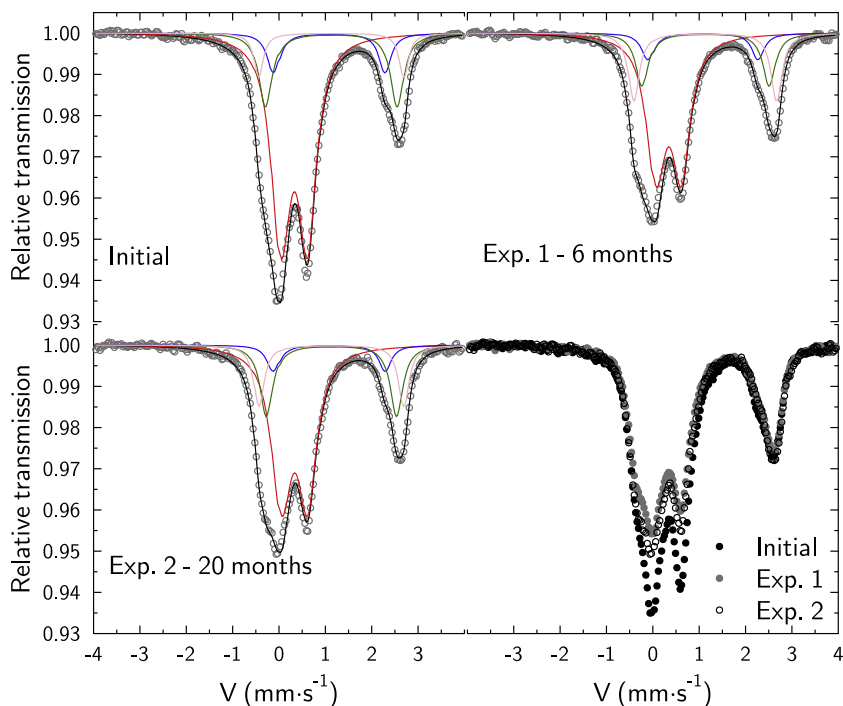 1.00
0.99
0.98
0.97
0.96
0.95
0.94
0.93
Relative transmission
Initial
Exp. 1 - 6 months
1.00
0.99
0.98
0.97
0.96
0.95
0.94
0.93
Relative transmission
Exp. 2 - 20 months
Initial
Exp. 1
Exp. 2
-4 -3 -2 -1 0 1 2 3
-3 -2 -1 0 1 2 3 4
V (mm·s⁻¹)
V (mm·s⁻¹)